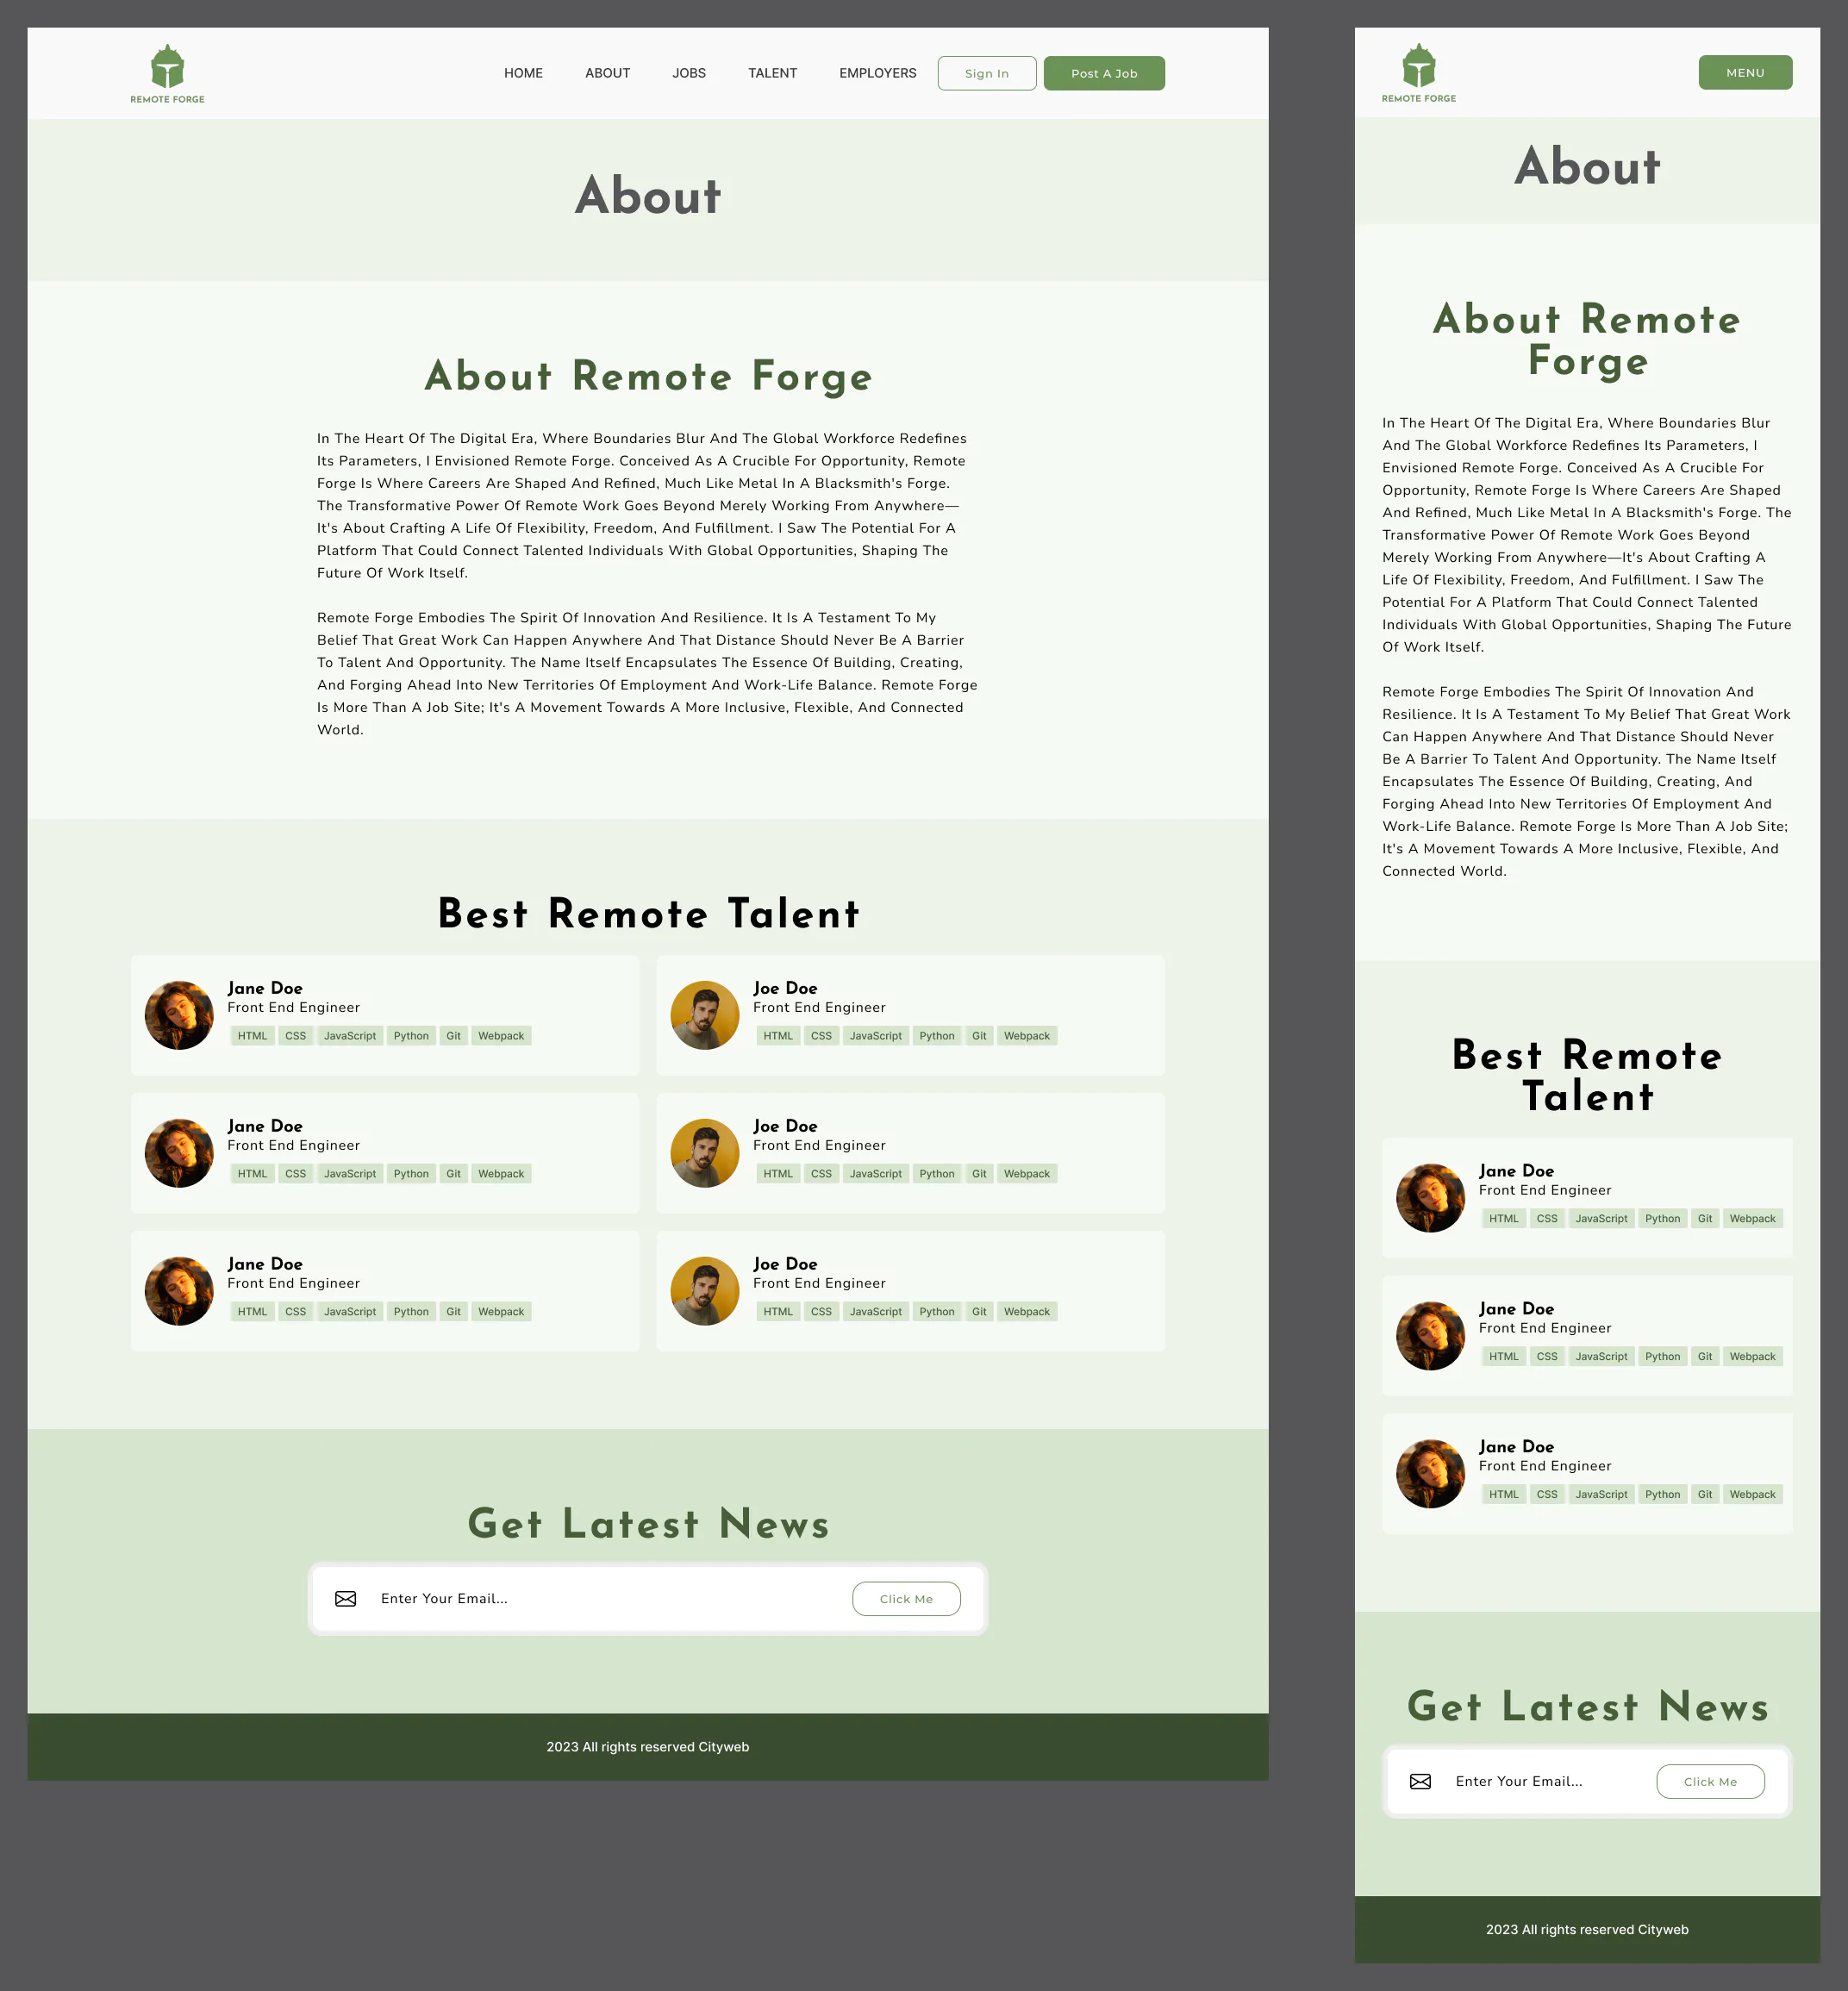 REMOTE FORGE
HOME ABOUT JOBS TALENT EMPLOYERS Sign In Post A Job
About
About Remote Forge
In The Heart Of The Digital Era, Where Boundaries Blur And The Global Workforce Redefines
Its Parameters, I Envisioned Remote Forge. Conceived As A Crucible For Opportunity, Remote
Forge Is Where Careers Are Shaped And Refined, Much Like Metal In A Blacksmith's Forge.
The Transformative Power Of Remote Work Goes Beyond Merely Working From Anywhere—
It's About Crafting A Life Of Flexibility, Freedom, And Fulfillment. I Saw The Potential For A
Platform That Could Connect Talented Individuals With Global Opportunities, Shaping The
Future Of Work Itself.
Remote Forge Embodies The Spirit Of Innovation And Resilience. It Is A Testament To My
Belief That Great Work Can Happen Anywhere And That Distance Should Never Be A Barrier
To Talent And Opportunity. The Name Itself Encapsulates The Essence Of Building, Creating,
And Forging Ahead Into New Territories Of Employment And Work-Life Balance. Remote Forge
Is More Than A Job Site; It's A Movement Towards A More Inclusive, Flexible, And Connected
World.
Best Remote Talent
Jane Doe
Front End Engineer
HTML CSS JavaScript Python Git Webpack
Joe Doe
Front End Engineer
HTML CSS JavaScript Python Git Webpack
Jane Doe
Front End Engineer
HTML CSS JavaScript Python Git Webpack
Joe Doe
Front End Engineer
HTML CSS JavaScript Python Git Webpack
Jane Doe
Front End Engineer
HTML CSS JavaScript Python Git Webpack
Joe Doe
Front End Engineer
HTML CSS JavaScript Python Git Webpack
Get Latest News
Enter Your Email... Click Me
2023 All rights reserved Cityweb
REMOTE FORGE
MENU
About
About Remote
Forge
In The Heart Of The Digital Era, Where Boundaries Blur
And The Global Workforce Redefines Its Parameters, I
Envisioned Remote Forge. Conceived As A Crucible For
Opportunity, Remote Forge Is Where Careers Are Shaped
And Refined, Much Like Metal In A Blacksmith's Forge. The
Transformative Power Of Remote Work Goes Beyond
Merely Working From Anywhere—It's About Crafting A
Life Of Flexibility, Freedom, And Fulfillment. I Saw The
Potential For A Platform That Could Connect Talented
Individuals With Global Opportunities, Shaping The Future
Of Work Itself.
Remote Forge Embodies The Spirit Of Innovation And
Resilience. It Is A Testament To My Belief That Great Work
Can Happen Anywhere And That Distance Should Never
Be A Barrier To Talent And Opportunity. The Name Itself
Encapsulates The Essence Of Building, Creating, And
Forging Ahead Into New Territories Of Employment And
Work-Life Balance. Remote Forge Is More Than A Job Site;
It's A Movement Towards A More Inclusive, Flexible, And
Connected World.
Best Remote
Talent
Jane Doe
Front End Engineer
HTML CSS JavaScript Python Git Webpack
Jane Doe
Front End Engineer
HTML CSS JavaScript Python Git Webpack
Jane Doe
Front End Engineer
HTML CSS JavaScript Python Git Webpack
Get Latest News
Enter Your Email... Click Me
2023 All rights reserved Cityweb